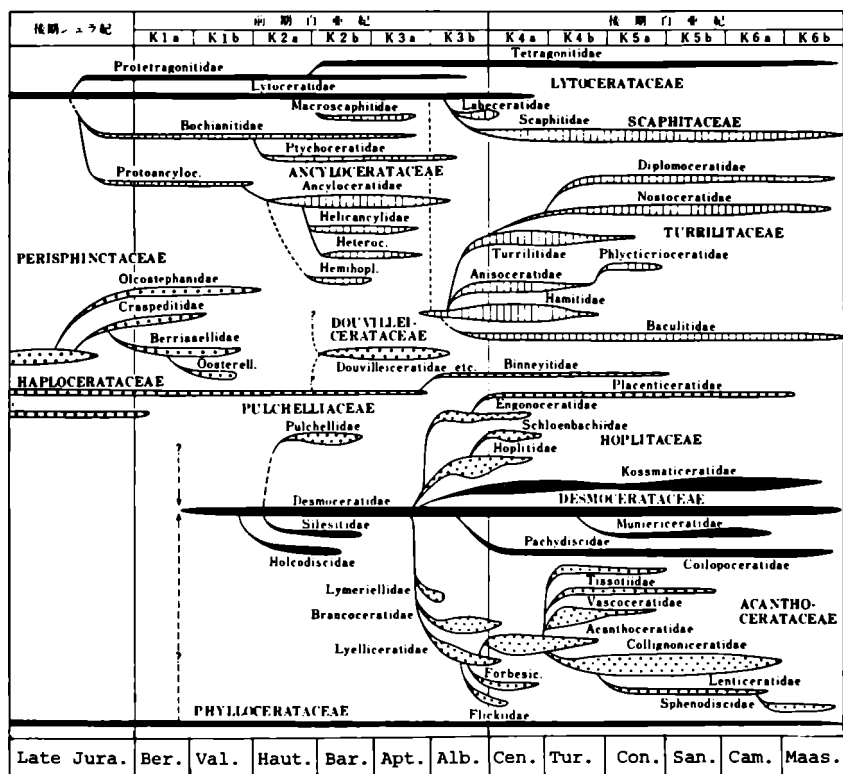 後期ジュラ紀 前期白亜紀 後期白亜紀
K1a K1b K2a K2b K3a K3b K4a K4b K5a K5b K6a K6b
Tetragonitidae
Protetragonitidae
Lytoceratidae
LYTOCERATACEAE
Macroscaphitidae
Labeceratidae
Scaphitidae
SCAPHITACEAE
Bochianitidae
Ptychoceratidae
ANCYLOCERATACEAE
Diplomoceratidae
Protoancyloc.
Ancyloceratidae
Nostoceratidae
Helicancylidae
TURRILITACEAE
Heteroc.
Turrilitidae
Phlycticrioceratidae
PERISPHINCTACEAE
Hemihopl.
Anisoceratidae
Olcostephanidae
Hamitidae
Craspeditidae
DOUVILLEI-
CERATACEAE
Baculitidae
Berriasellidae
Oosterell.
Douvilleiceratidae etc.
Binneyitidae
HAPLOCERATACEAE
Placenticeratidae
PULCHELLIACEAE
Engonoceratidae
Schloenbachiidae
Pulchellidae
Hoplitidae
HOPLITACEAE
?
Kossmaticeratidae
Desmoceratidae
DESMOCERATACEAE
Silesitidae
Muniericeratidae
Holcodiscidae
Pachydiscidae
Coilopoceratidae
Lymeriellidae
Tissotiidae
Brancoceratidae
Vascoceratidae
ACANTHO-
CERATACEAE
Acanthoceratidae
Lyelliceratidae
Collignoniceratidae
?
Forbesic.
Lenticeratidae
Flickiidae
Sphenodiscidae
PHYLLOCERATACEAE
Late Jura. Ber. Val. Haut. Bar. Apt. Alb. Cen. Tur. Con. San. Cam. Maas.